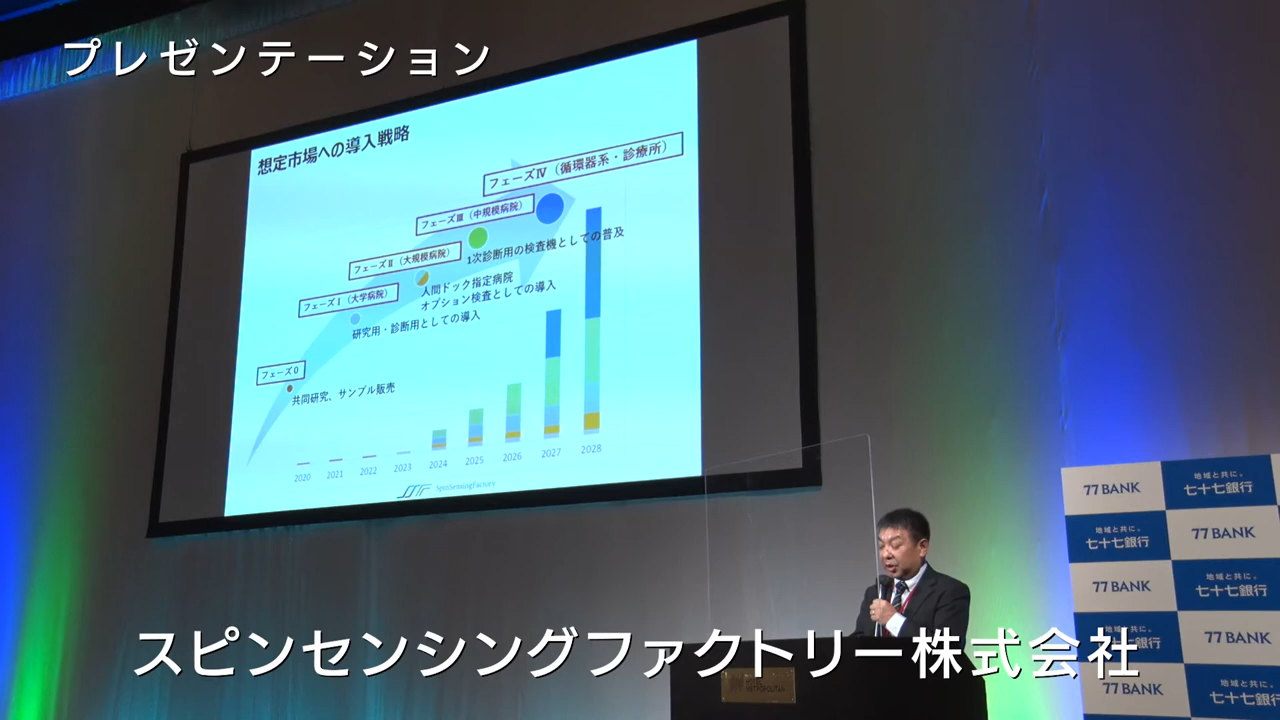 プレゼンテーション
想定市場への導入戦略
フェーズⅣ（循環器系・診療所）
フェーズⅢ（中規模病院）
1次診断用の検査機としての普及
フェーズⅡ（大規模病院）
人間ドック指定病院
オプション検査としての導入
フェーズⅠ（大学病院）
研究用・診断用としての導入
フェーズ0
共同研究、サンプル販売
2020 2021 2022 2023 2024 2025 2026 2027 2028
SpinSensingFactory
77 BANK
地域と共に。
七十七銀行
地域と共に。
七十七銀行
77 BANK
77 BANK
地域と共に。
七十七銀行
77 BANK
77 BANK
地域と共に。
七十七銀行
スピンセンシングファクトリー株式会社